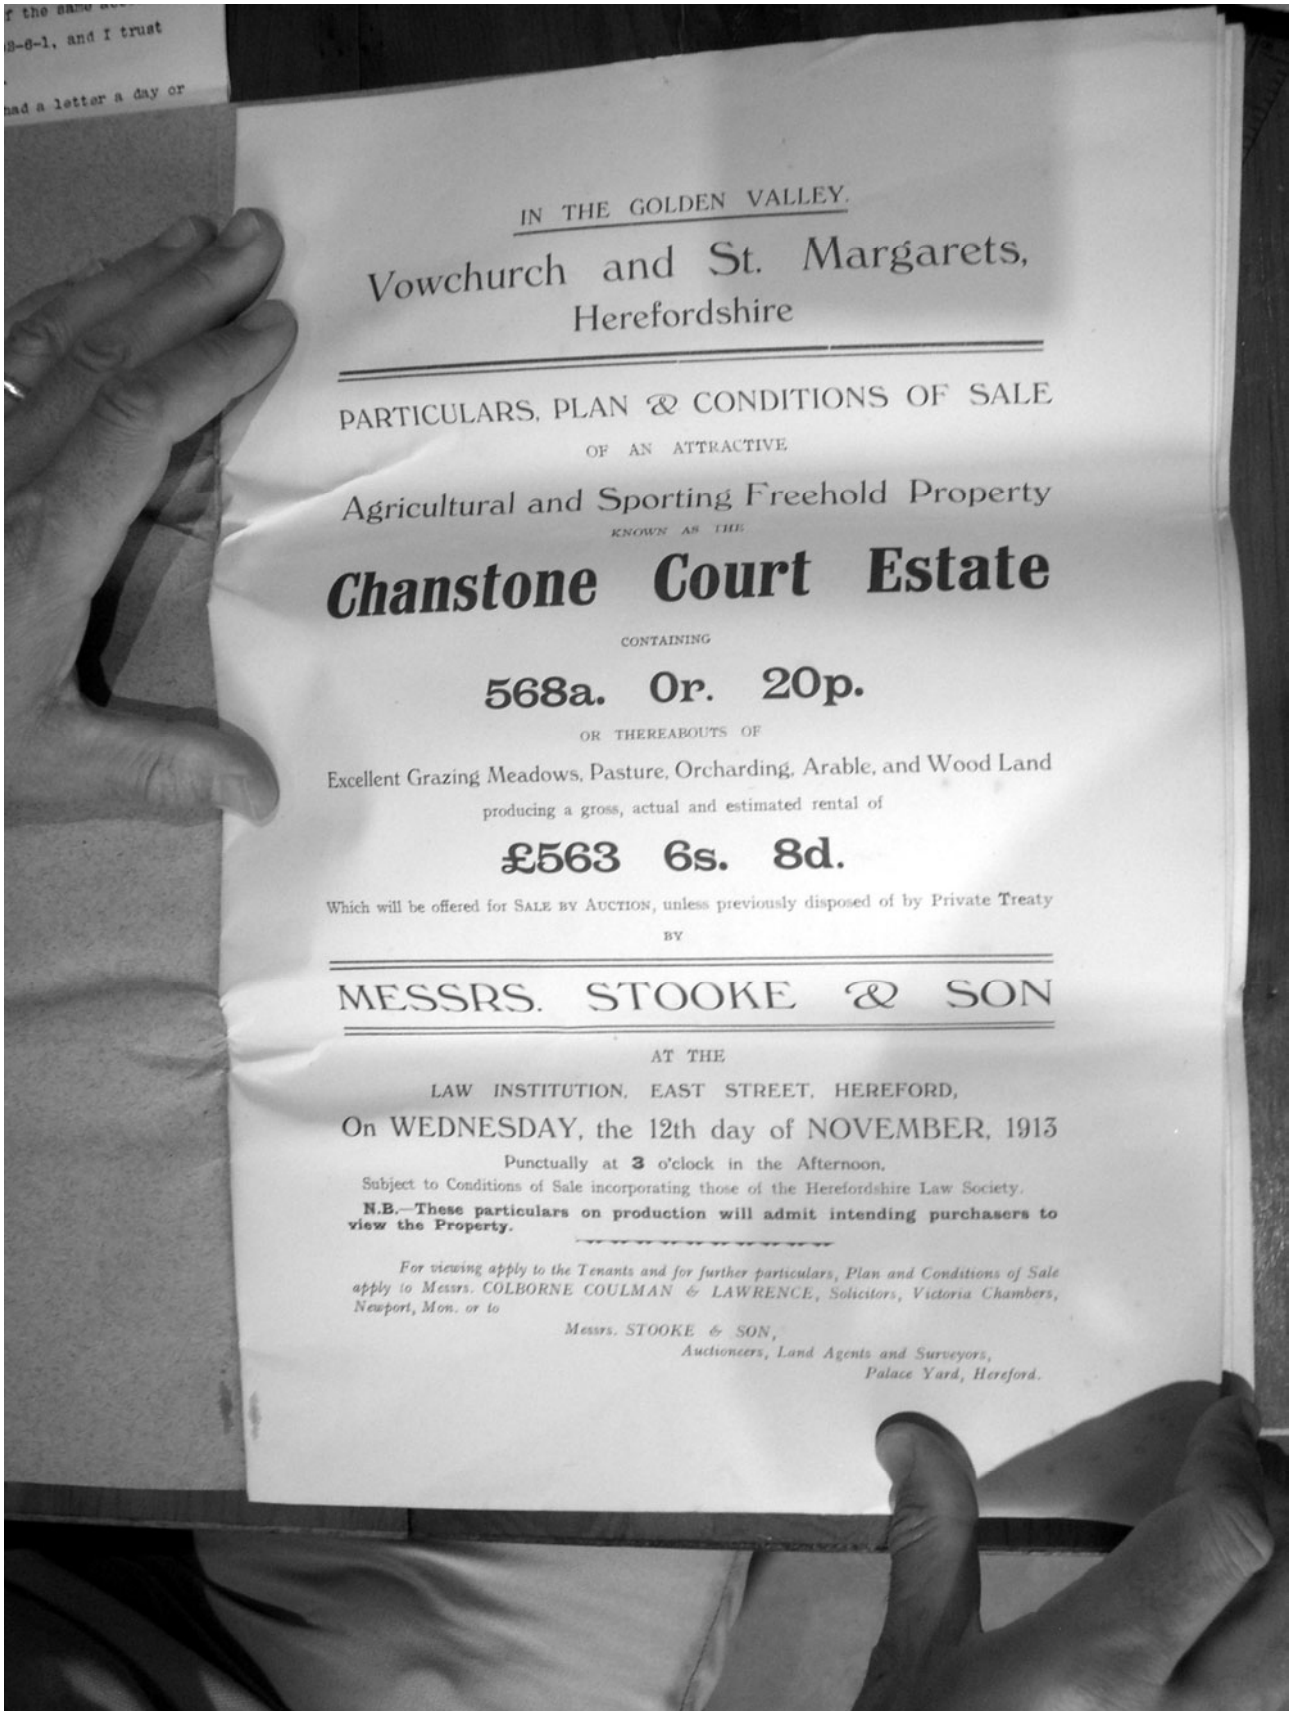 f the same
3-6-1, and I trust
had a letter a day or
IN THE GOLDEN VALLEY.
Vowchurch and St. Margarets,
Herefordshire
PARTICULARS, PLAN & CONDITIONS OF SALE
OF AN ATTRACTIVE
Agricultural and Sporting Freehold Property
KNOWN AS THE
Chanstone Court Estate
CONTAINING
568a. 0r. 20p.
OR THEREABOUTS OF
Excellent Grazing Meadows, Pasture, Orcharding, Arable, and Wood Land
producing a gross, actual and estimated rental of
£563 6s. 8d.
Which will be offered for SALE BY AUCTION, unless previously disposed of by Private Treaty
BY
MESSRS. STOOKE & SON
AT THE
LAW INSTITUTION, EAST STREET, HEREFORD,
On WEDNESDAY, the 12th day of NOVEMBER, 1913
Punctually at 3 o'clock in the Afternoon.
Subject to Conditions of Sale incorporating those of the Herefordshire Law Society.
N.B.—These particulars on production will admit intending purchasers to
view the Property.
For viewing apply to the Tenants and for further particulars, Plan and Conditions of Sale
apply to Messrs. COLBORNE COULMAN & LAWRENCE, Solicitors, Victoria Chambers,
Newport, Mon. or to
Messrs. STOOKE & SON,
Auctioneers, Land Agents and Surveyors,
Palace Yard, Hereford.